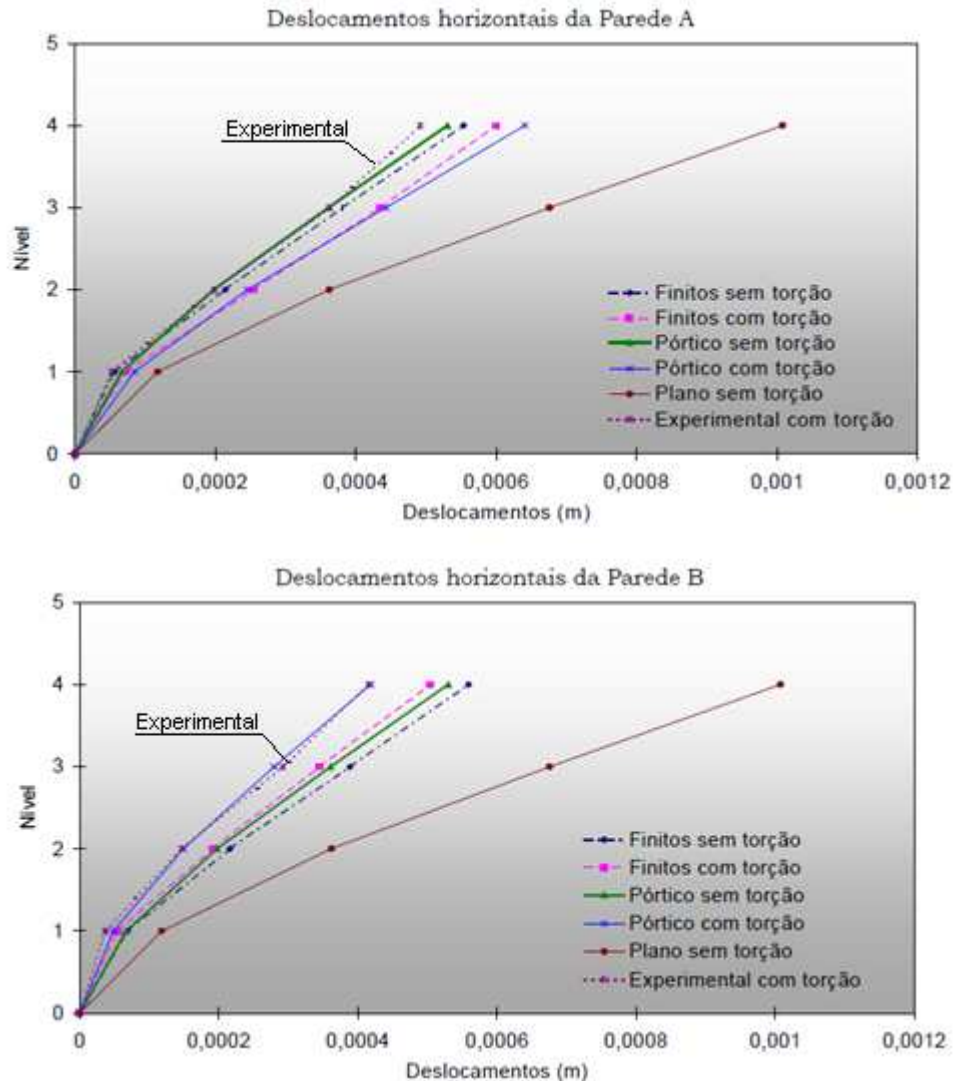 Deslocamentos horizontais da Parede A
5
4
3
2
1
0
Nível
Experimental
Finitos sem torção
Finitos com torção
Pórtico sem torção
Pórtico com torção
Plano sem torção
Experimental com torção
0 0,0002 0,0004 0,0006 0,0008 0,001 0,0012
Deslocamentos (m)
Deslocamentos horizontais da Parede B
5
4
3
2
1
0
Nível
Experimental
Finitos sem torção
Finitos com torção
Pórtico sem torção
Pórtico com torção
Plano sem torção
Experimental com torção
0 0,0002 0,0004 0,0006 0,0008 0,001 0,0012
Deslocamentos (m)